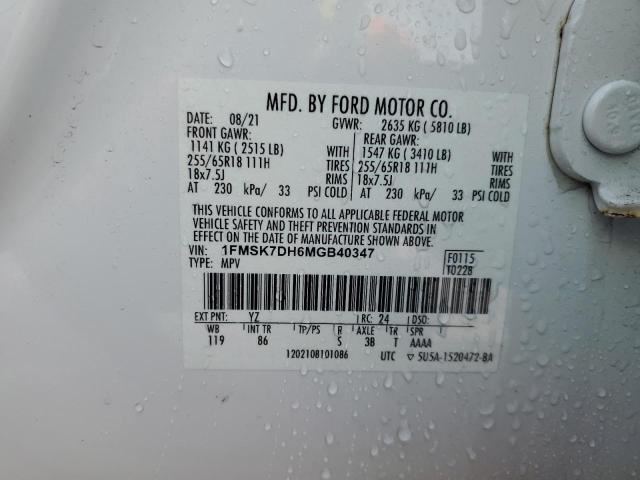 MFD. BY FORD MOTOR CO.
DATE: 08/21 GVWR: 2635 KG ( 5810 LB)
FRONT GAWR: REAR GAWR:
1141 KG ( 2515 LB) WITH 1547 KG ( 3410 LB) WITH
255/65R18 111H TIRES 255/65R18 111H TIRES
18x7.5J RIMS 18x7.5J RIMS
AT 230 kPa/ 33 PSI COLD AT 230 kPa/ 33 PSI COLD
THIS VEHICLE CONFORMS TO ALL APPLICABLE FEDERAL MOTOR
VEHICLE SAFETY AND THEFT PREVENTION STANDARDS IN
EFFECT ON THE DATE OF MANUFACTURE SHOWN ABOVE.
VIN: 1FMSK7DH6MGB40347 F0115
TYPE: MPV T0228
EXT PNT: YZ RC: 24 DSO:
WB INT TR TP/PS R AXLE TR SPR
119 86 S 3B T AAAA
1202108101086 UTC ▽ 5U5A-1520472-BA